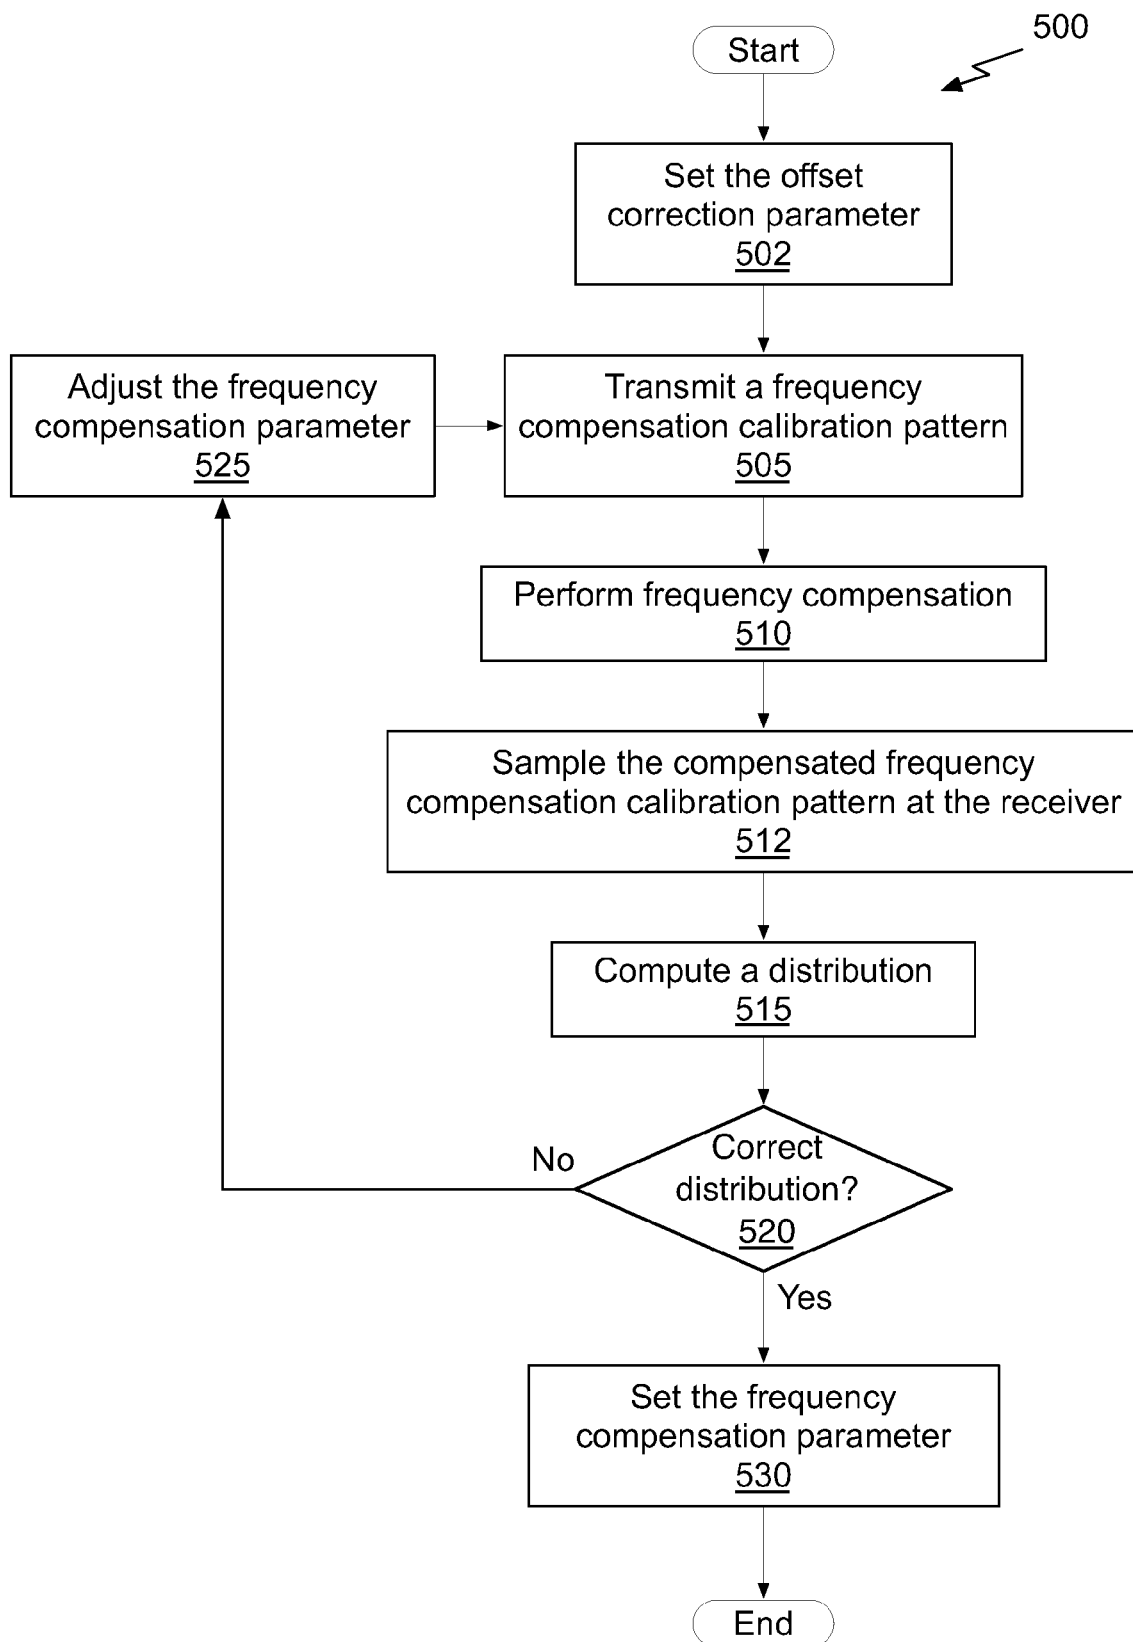 500
Start
Set the offset
correction parameter
502
Adjust the frequency
compensation parameter
525
Transmit a frequency
compensation calibration pattern
505
Perform frequency compensation
510
Sample the compensated frequency
compensation calibration pattern at the receiver
512
Compute a distribution
515
Correct
distribution?
520
No
Yes
Set the frequency
compensation parameter
530
End